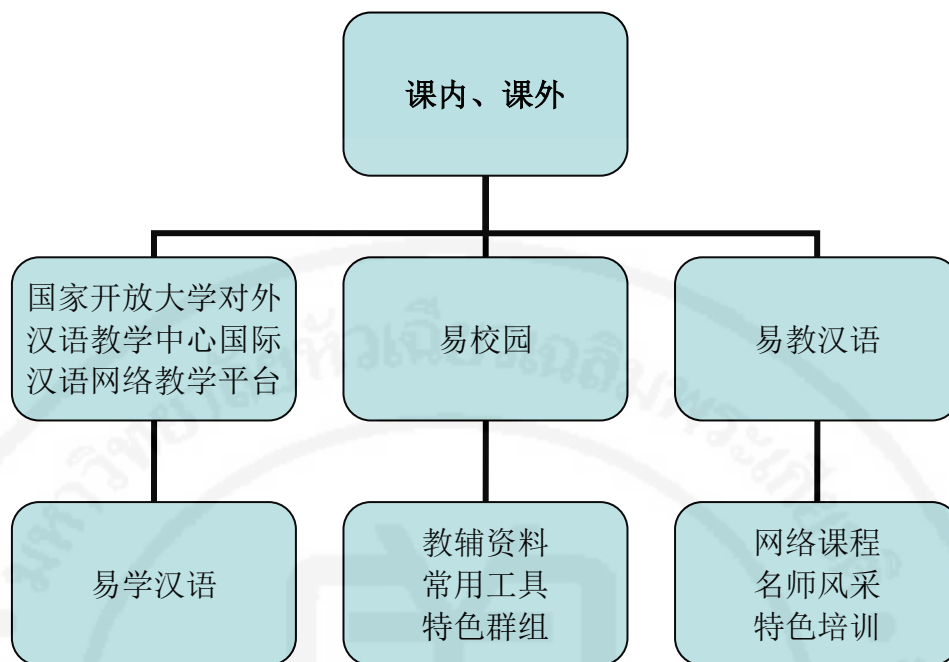 课内、课外
国家开放大学对外
汉语教学中心国际
汉语网络教学平台
易校园
易教汉语
易学汉语
教辅资料
常用工具
特色群组
网络课程
名师风采
特色培训